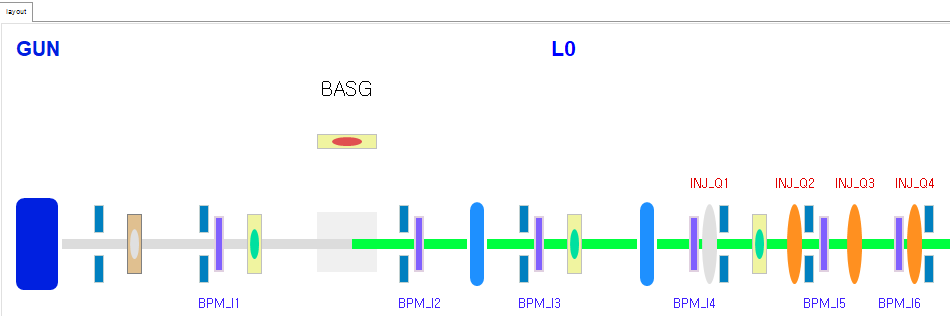 layout
GUN
L0
BASG
INJ_Q1
INJ_Q2
INJ_Q3
INJ_Q4
BPM_I1
BPM_I2
BPM_I3
BPM_I4
BPM_I5
BPM_I6